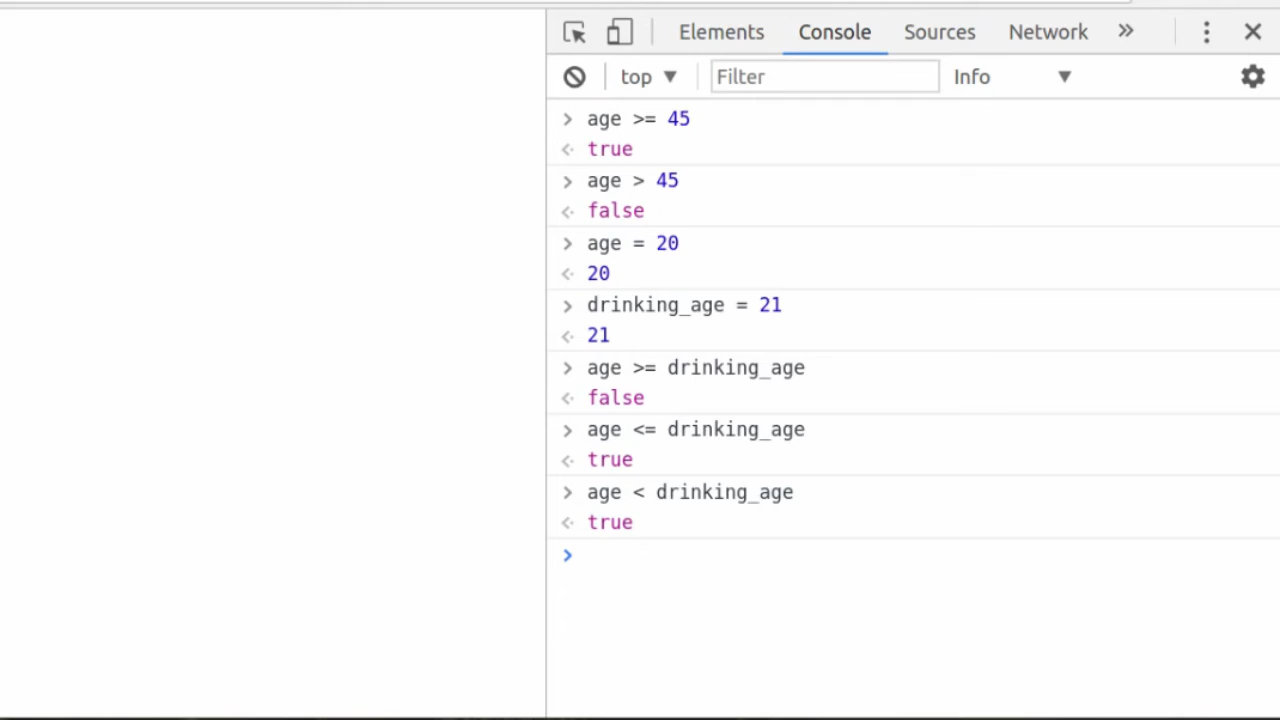 Elements Console Sources Network
top Filter Info
age >= 45
true
age > 45
false
age = 20
20
drinking_age = 21
21
age >= drinking_age
false
age <= drinking_age
true
age < drinking_age
true